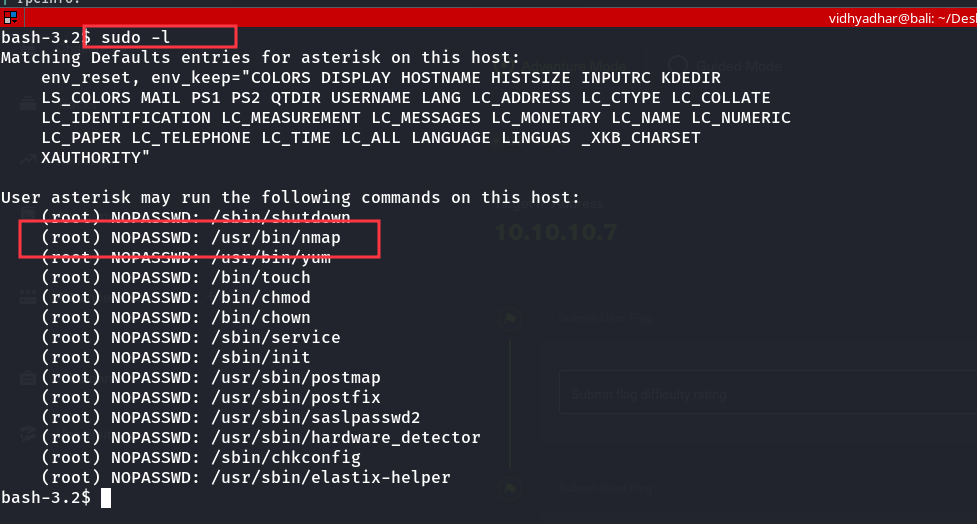 rpcinfo:
vidhyadhar@bali: ~/Des
bash-3.2$ sudo -l
Matching Defaults entries for asterisk on this host:
    env_reset, env_keep="COLORS DISPLAY HOSTNAME HISTSIZE INPUTRC KDEDIR
    LS_COLORS MAIL PS1 PS2 QTDIR USERNAME LANG LC_ADDRESS LC_CTYPE LC_COLLATE
    LC_IDENTIFICATION LC_MEASUREMENT LC_MESSAGES LC_MONETARY LC_NAME LC_NUMERIC
    LC_PAPER LC_TELEPHONE LC_TIME LC_ALL LANGUAGE LINGUAS _XKB_CHARSET
    XAUTHORITY"
Adventure Mode Guided Mode
User asterisk may run the following commands on this host:
    (root) NOPASSWD: /sbin/shutdown
    (root) NOPASSWD: /usr/bin/nmap
    (root) NOPASSWD: /usr/bin/yum
    (root) NOPASSWD: /bin/touch
    (root) NOPASSWD: /bin/chmod
    (root) NOPASSWD: /bin/chown
    (root) NOPASSWD: /sbin/service
    (root) NOPASSWD: /sbin/init
    (root) NOPASSWD: /usr/sbin/postmap
    (root) NOPASSWD: /usr/sbin/postfix
    (root) NOPASSWD: /usr/sbin/saslpasswd2
    (root) NOPASSWD: /usr/sbin/hardware_detector
    (root) NOPASSWD: /sbin/chkconfig
    (root) NOPASSWD: /usr/sbin/elastix-helper
bash-3.2$
10.10.10.7
Submit User Flag
Submit flag difficulty rating